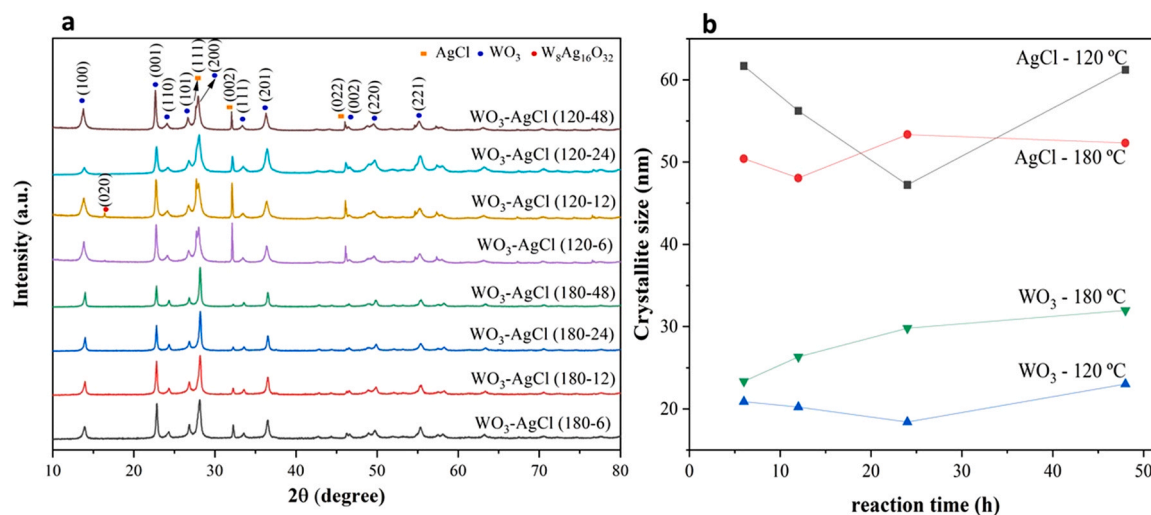 a
AgCl WO₃ W₈Ag₁₆O₃₂
(100)
(001)
(110)
(101)
(111)
(200)
(002)
(111)
(201)
(022)
(002)
(220)
(221)
WO₃-AgCl (120-48)
WO₃-AgCl (120-24)
(020)
WO₃-AgCl (120-12)
WO₃-AgCl (120-6)
WO₃-AgCl (180-48)
WO₃-AgCl (180-24)
WO₃-AgCl (180-12)
WO₃-AgCl (180-6)
Intensity (a.u.)
10 20 30 40 50 60 70 80
2θ (degree)
b
AgCl - 120 ºC
AgCl - 180 ºC
WO₃ - 180 ºC
WO₃ - 120 ºC
Crystallite size (nm)
60
50
40
30
20
0 10 20 30 40 50
reaction time (h)